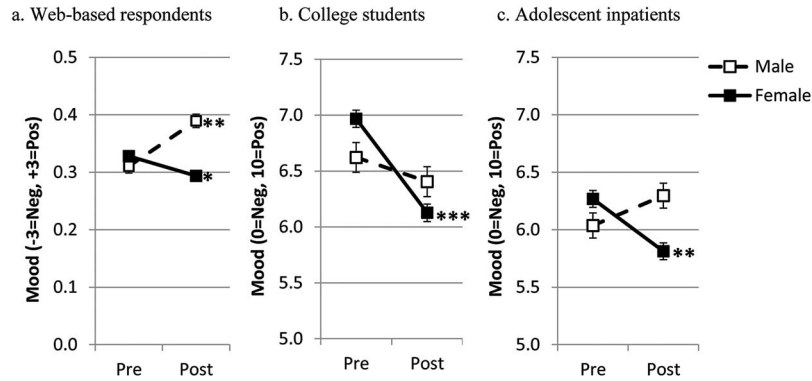 a. Web-based respondents
Mood (-3=Neg, +3=Pos)
0.5
0.4
0.3
0.2
0.1
0.0
**
*
Pre Post
b. College students
Mood (0=Neg, 10=Pos)
7.5
7.0
6.5
6.0
5.5
5.0
***
Pre Post
c. Adolescent inpatients
Mood (0=Neg, 10=Pos)
7.5
7.0
6.5
6.0
5.5
5.0
**
Pre Post
Male
Female